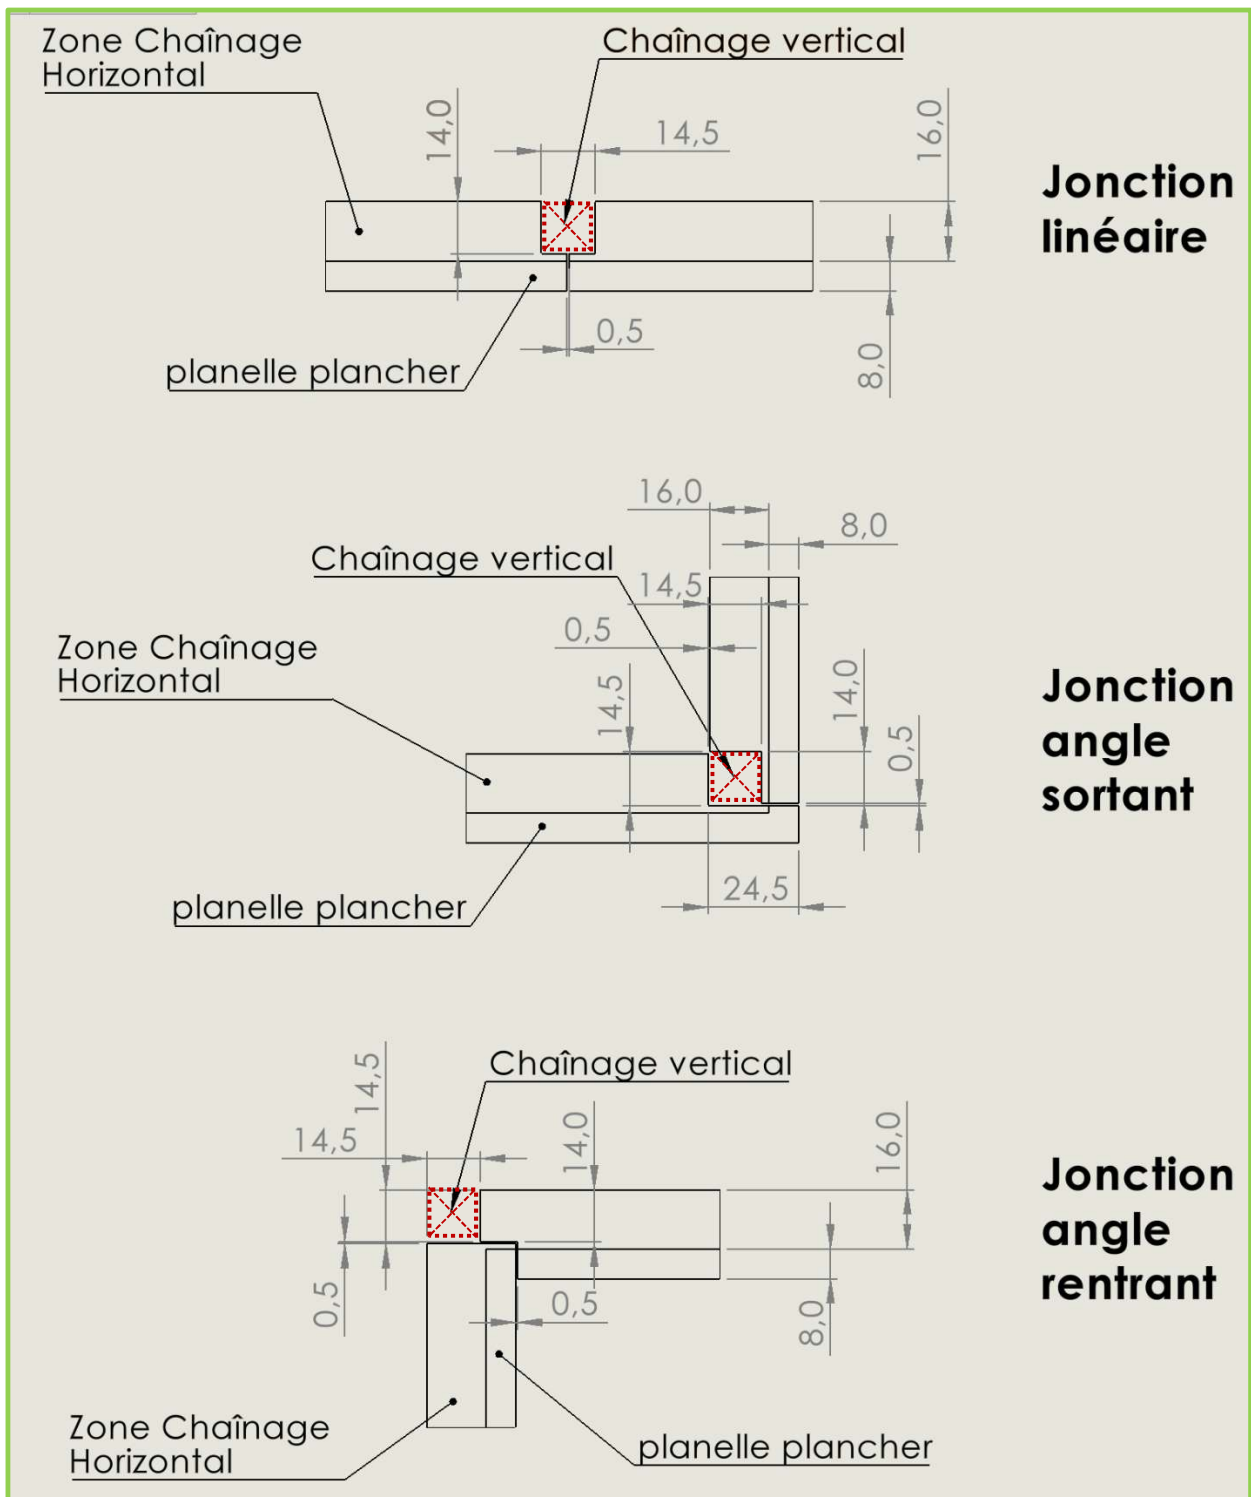 Zone Chaînage
Horizontal
Chaînage vertical
14,0
14,5
16,0
Jonction
linéaire
0,5
8,0
planelle plancher
16,0
8,0
Chaînage vertical
14,5
0,5
Zone Chaînage
Horizontal
14,5
14,0
0,5
Jonction
angle
sortant
24,5
planelle plancher
Chaînage vertical
14,5
14,5
14,0
16,0
Jonction
angle
rentrant
0,5
0,5
8,0
Zone Chaînage
Horizontal
planelle plancher